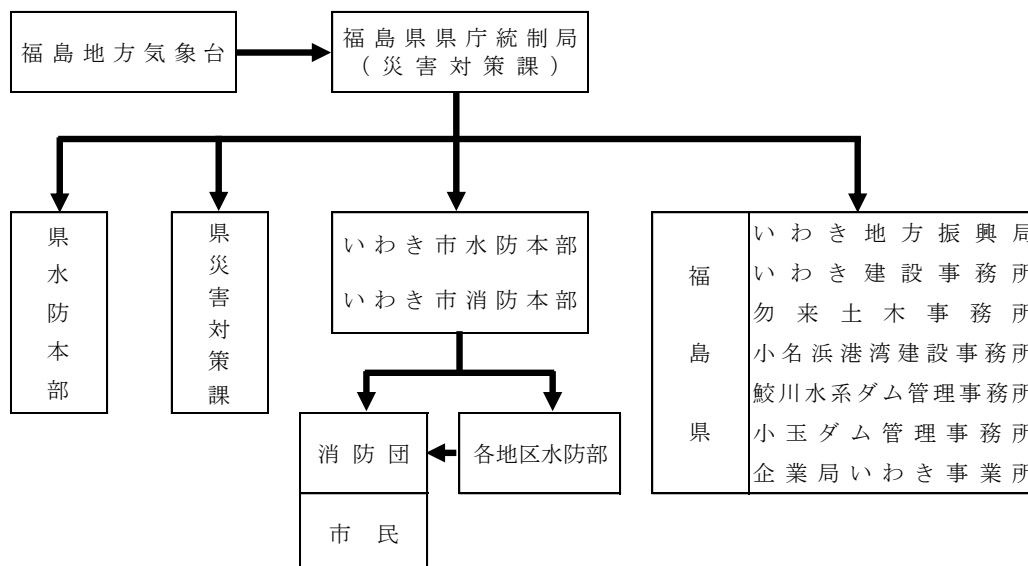 福島地方気象台
福島県県庁統制局
(災害対策課)
県水防本部
県災害対策課
いわき市水防本部
いわき市消防本部
福島県
いわき地方振興局
いわき建設事務所
勿来土木事務所
小名浜港湾建設事務所
鮫川水系ダム管理事務所
小玉ダム管理事務所
企業局いわき事業所
消防団
各地区水防部
市民